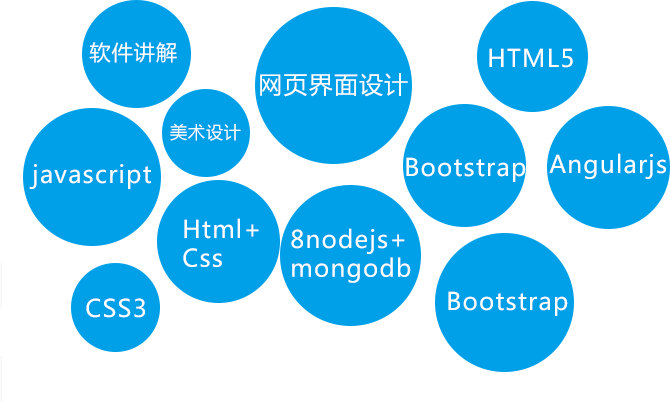 软件讲解
网页界面设计
HTML5
美术设计
javascript
Bootstrap
Angularjs
Html+
Css
8nodejs+
mongodb
CSS3
Bootstrap